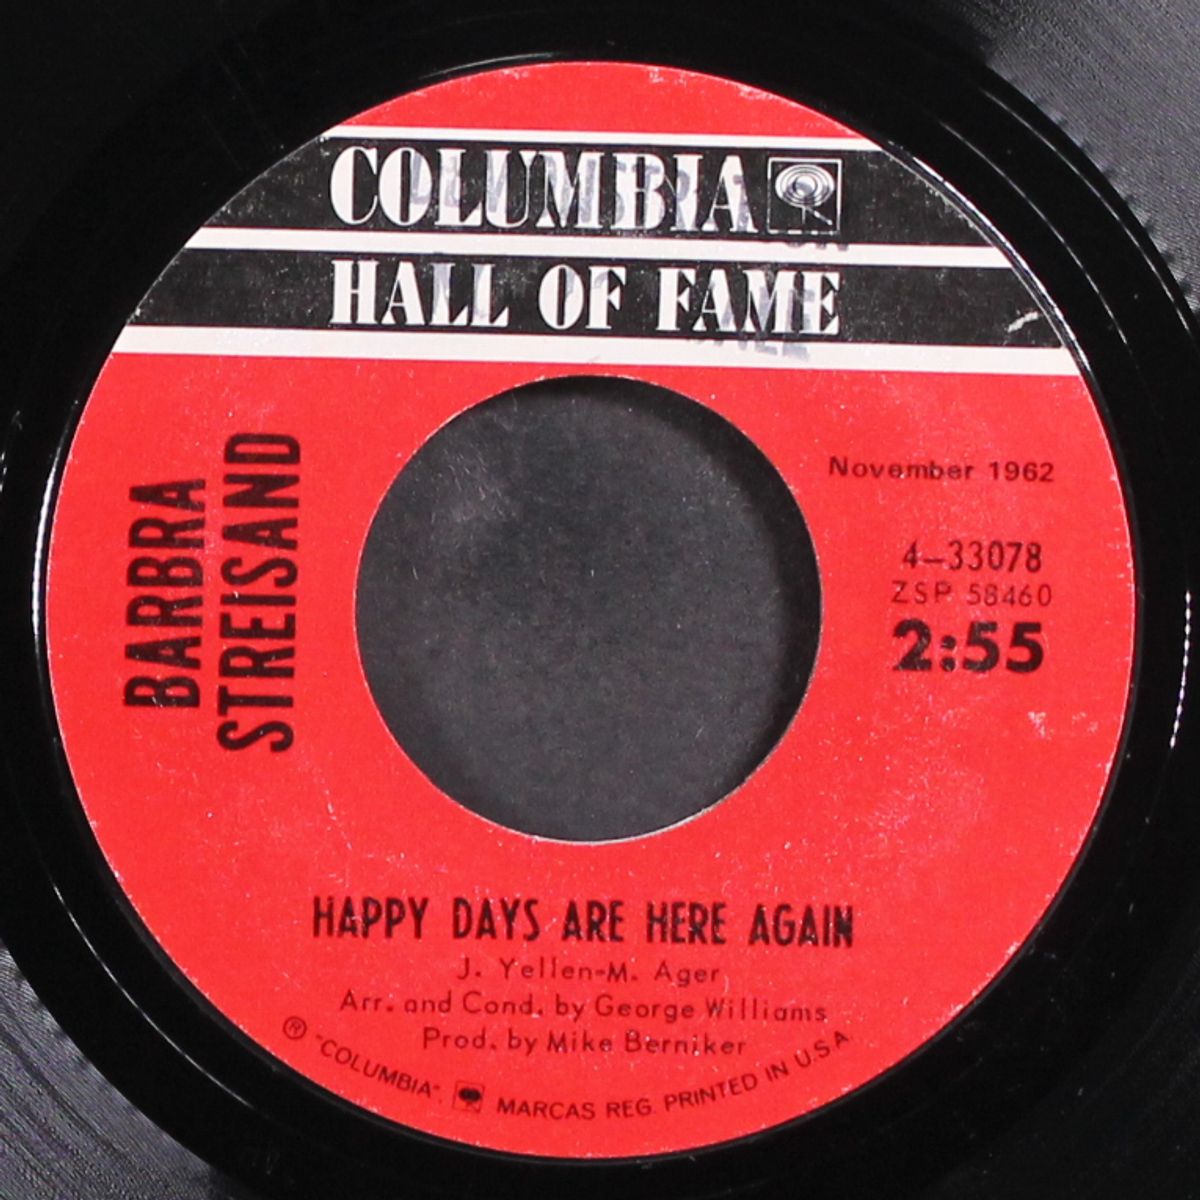 COLUMBIA
HALL OF FAME
BARBRA
STREISAND
November 1962
4-33078
ZSP 58460
2:55
HAPPY DAYS ARE HERE AGAIN
J. Yellen-M. Ager
Arr. and Cond. by George Williams
Prod. by Mike Berniker
® "COLUMBIA", MARCAS REG. PRINTED IN U.S.A.